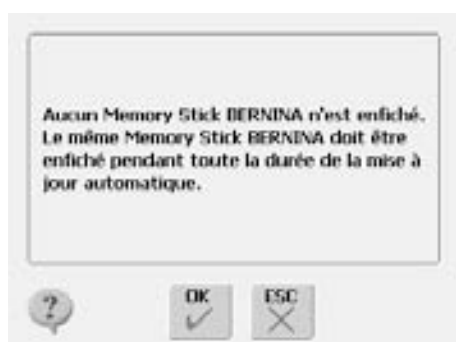 Aucun Memory Stick BERNINA n'est enfiché.
Le même Memory Stick BERNINA doit être
enfiché pendant toute la durée de la mise à
jour automatique.
?
OK
ESC